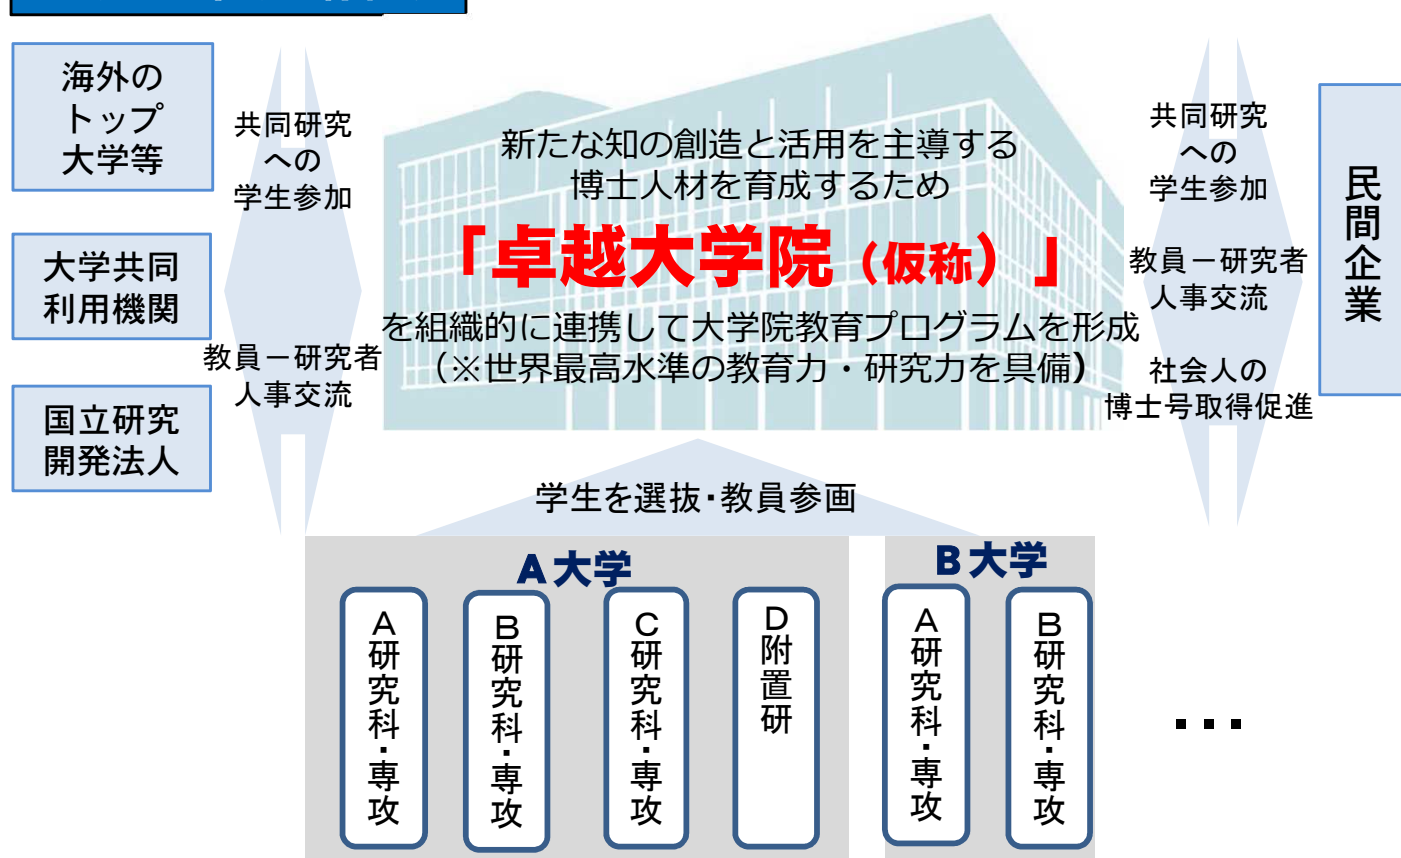 海外の
トップ
大学等
大学共同
利用機関
国立研究
開発法人
共同研究
への
学生参加
教員－研究者
人事交流
新たな知の創造と活用を主導する
博士人材を育成するため
「卓越大学院（仮称）」
を組織的に連携して大学院教育プログラムを形成
（※世界最高水準の教育力・研究力を具備）
共同研究
への
学生参加
教員－研究者
人事交流
社会人の
博士号取得促進
民間企業
学生を選抜・教員参画
A大学
A研究科・専攻
B研究科・専攻
C研究科・専攻
D附置研
B大学
A研究科・専攻
B研究科・専攻
･･･